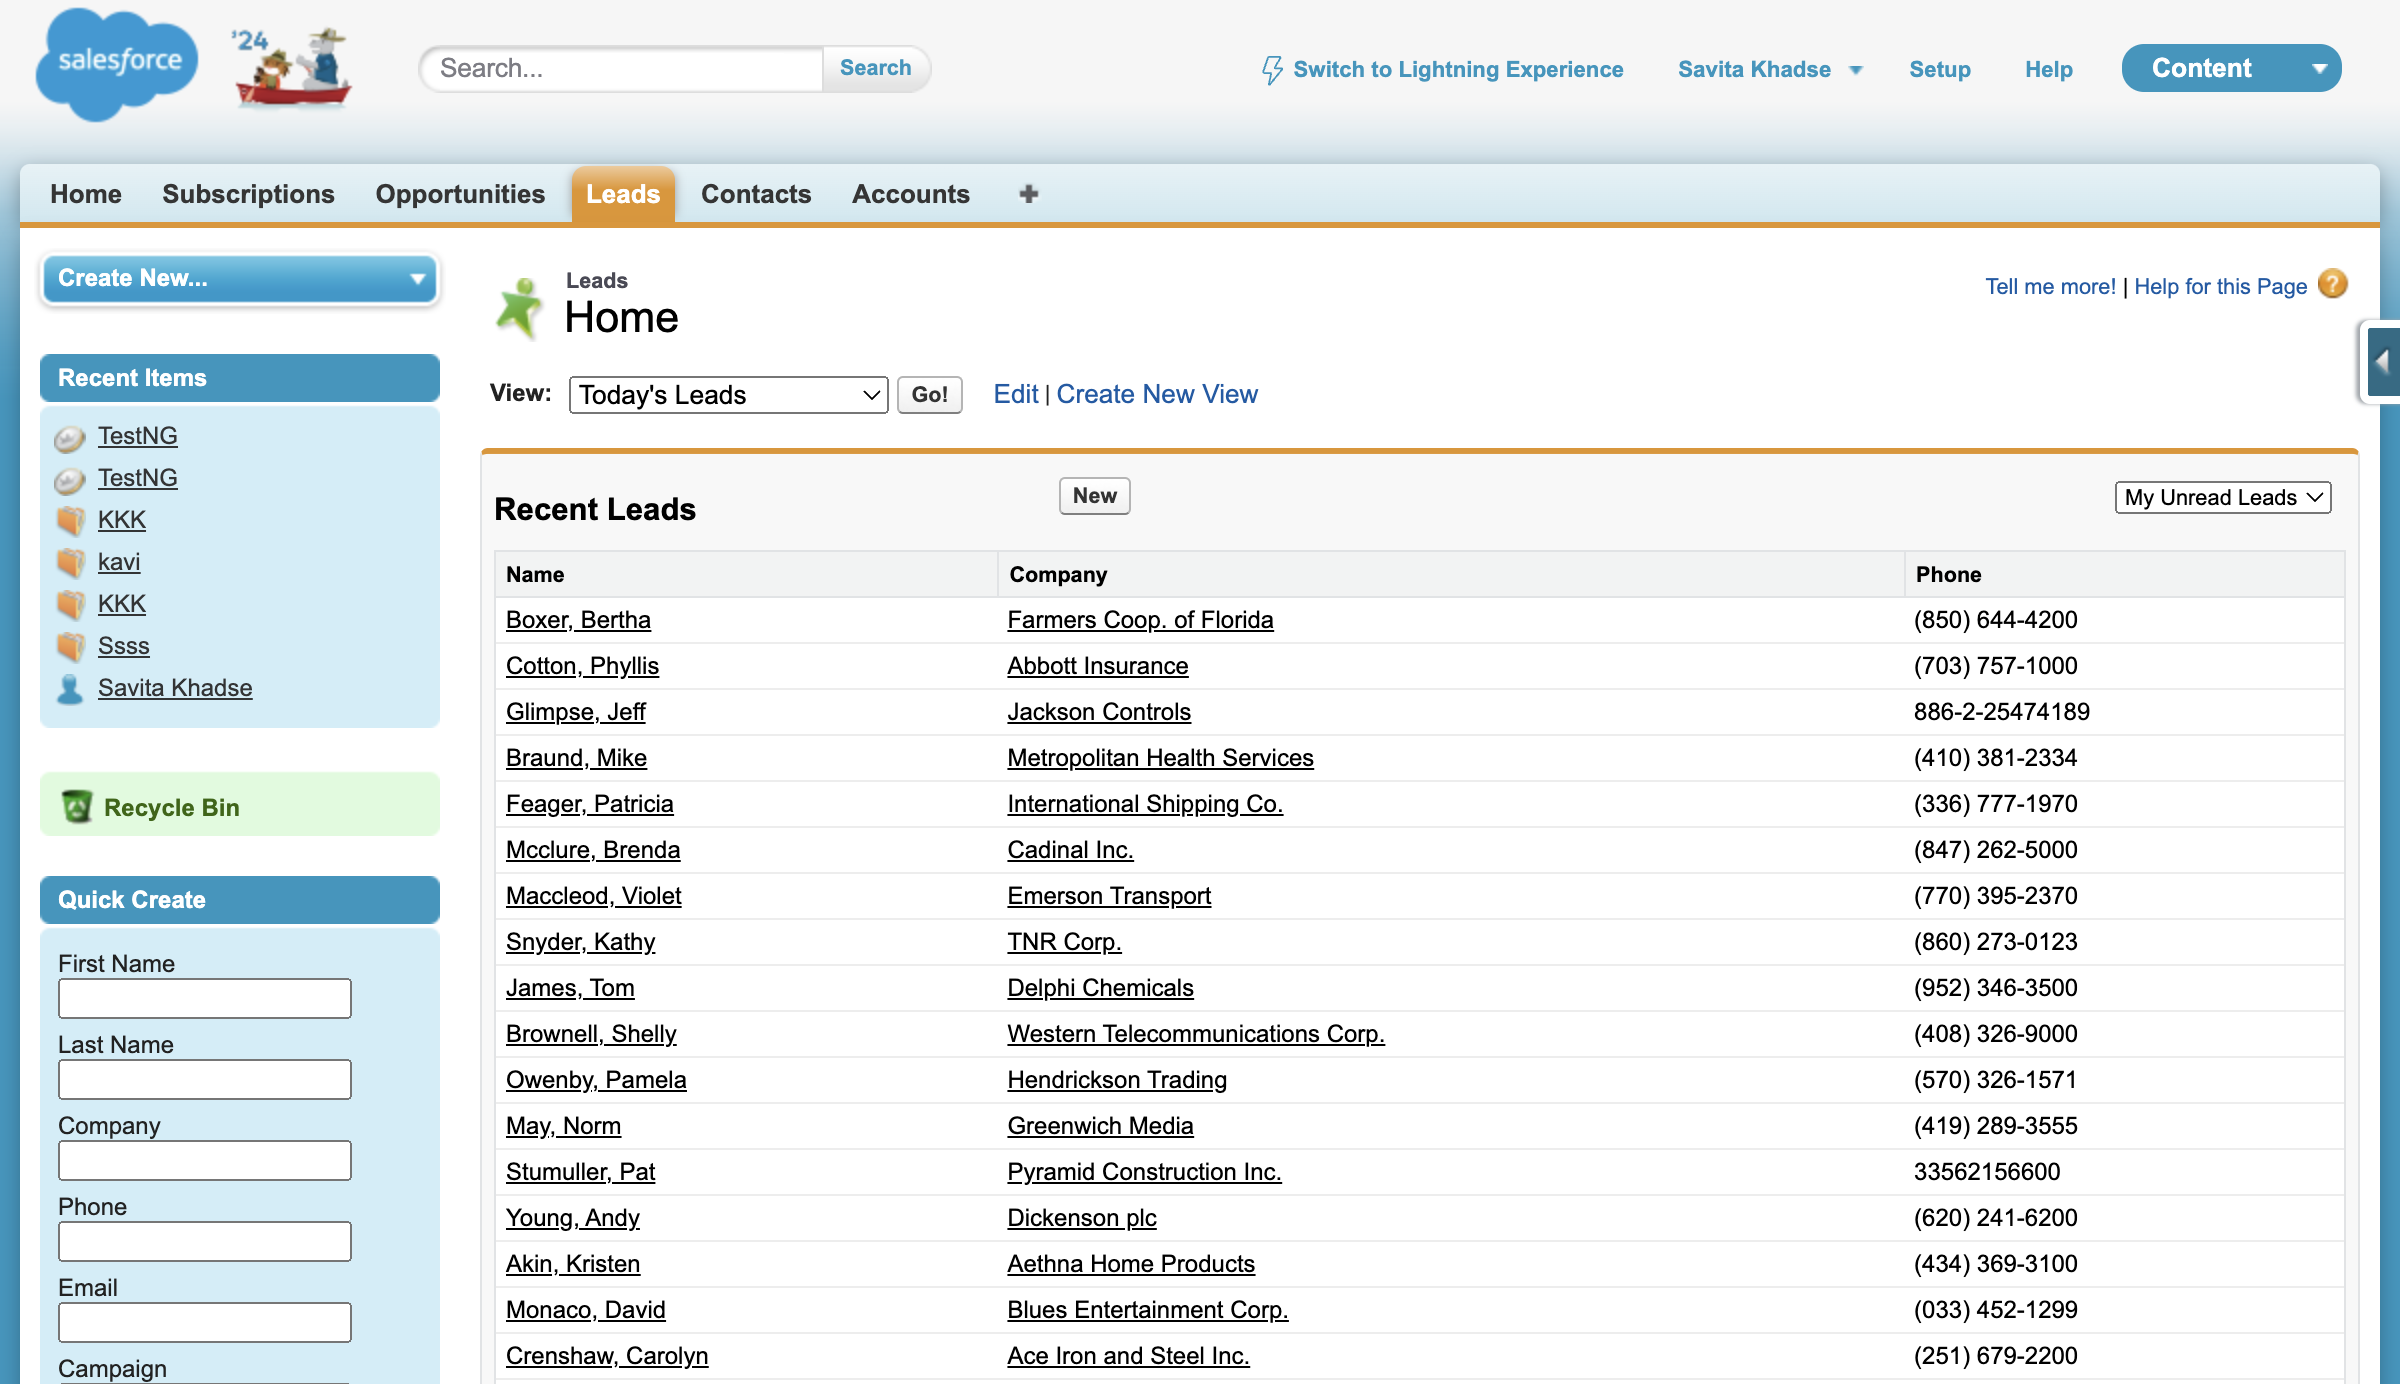 salesforce
'24
Search...
Search
Switch to Lightning Experience
Savita Khadse
Setup
Help
Content
Home
Subscriptions
Opportunities
Leads
Contacts
Accounts
Create New...
Recent Items
TestNG
TestNG
KKK
kavi
KKK
Ssss
Savita Khadse
Recycle Bin
Quick Create
First Name
Last Name
Company
Phone
Email
Campaign
Leads
Home
Tell me more! | Help for this Page ?
View: Today's Leads Go! Edit | Create New View
Recent Leads New My Unread Leads
Name Company Phone
Boxer, Bertha Farmers Coop. of Florida (850) 644-4200
Cotton, Phyllis Abbott Insurance (703) 757-1000
Glimpse, Jeff Jackson Controls 886-2-25474189
Braund, Mike Metropolitan Health Services (410) 381-2334
Feager, Patricia International Shipping Co. (336) 777-1970
Mcclure, Brenda Cadinal Inc. (847) 262-5000
Maccleod, Violet Emerson Transport (770) 395-2370
Snyder, Kathy TNR Corp. (860) 273-0123
James, Tom Delphi Chemicals (952) 346-3500
Brownell, Shelly Western Telecommunications Corp. (408) 326-9000
Owenby, Pamela Hendrickson Trading (570) 326-1571
May, Norm Greenwich Media (419) 289-3555
Stumuller, Pat Pyramid Construction Inc. 33562156600
Young, Andy Dickenson plc (620) 241-6200
Akin, Kristen Aethna Home Products (434) 369-3100
Monaco, David Blues Entertainment Corp. (033) 452-1299
Crenshaw, Carolyn Ace Iron and Steel Inc. (251) 679-2200